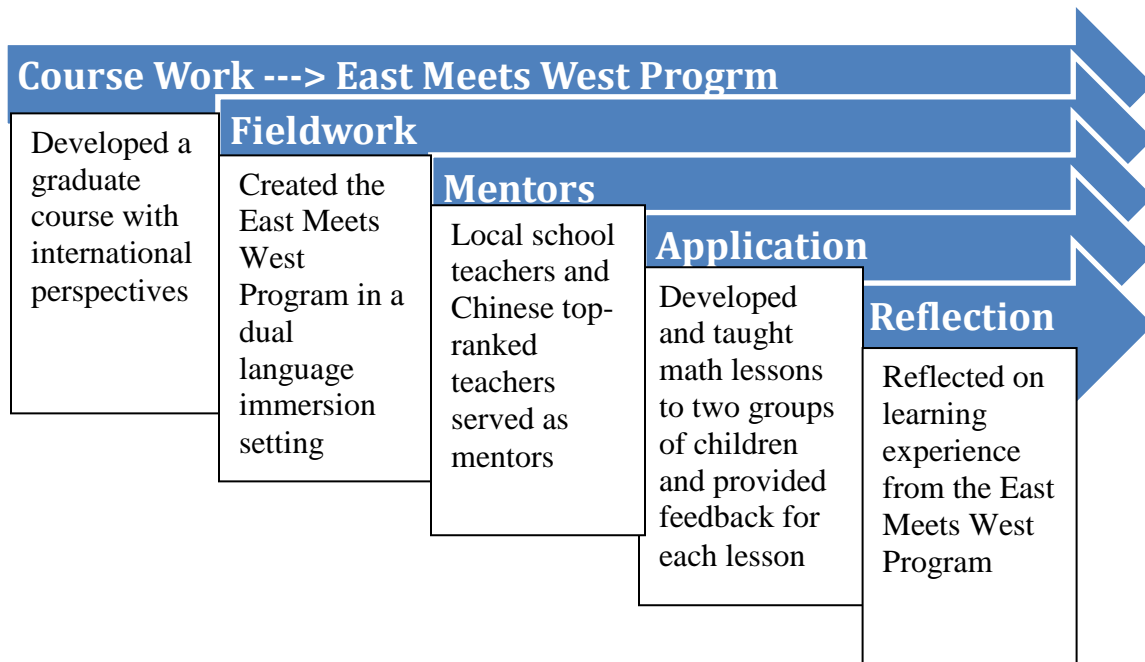 Course Work ---> East Meets West Progrm
Developed a
graduate
course with
international
perspectives
Fieldwork
Created the
East Meets
West
Program in a
dual
language
immersion
setting
Mentors
Local school
teachers and
Chinese top-
ranked
teachers
served as
mentors
Application
Developed
and taught
math lessons
to two groups
of children
and provided
feedback for
each lesson
Reflection
Reflected on
learning
experience
from the East
Meets West
Program